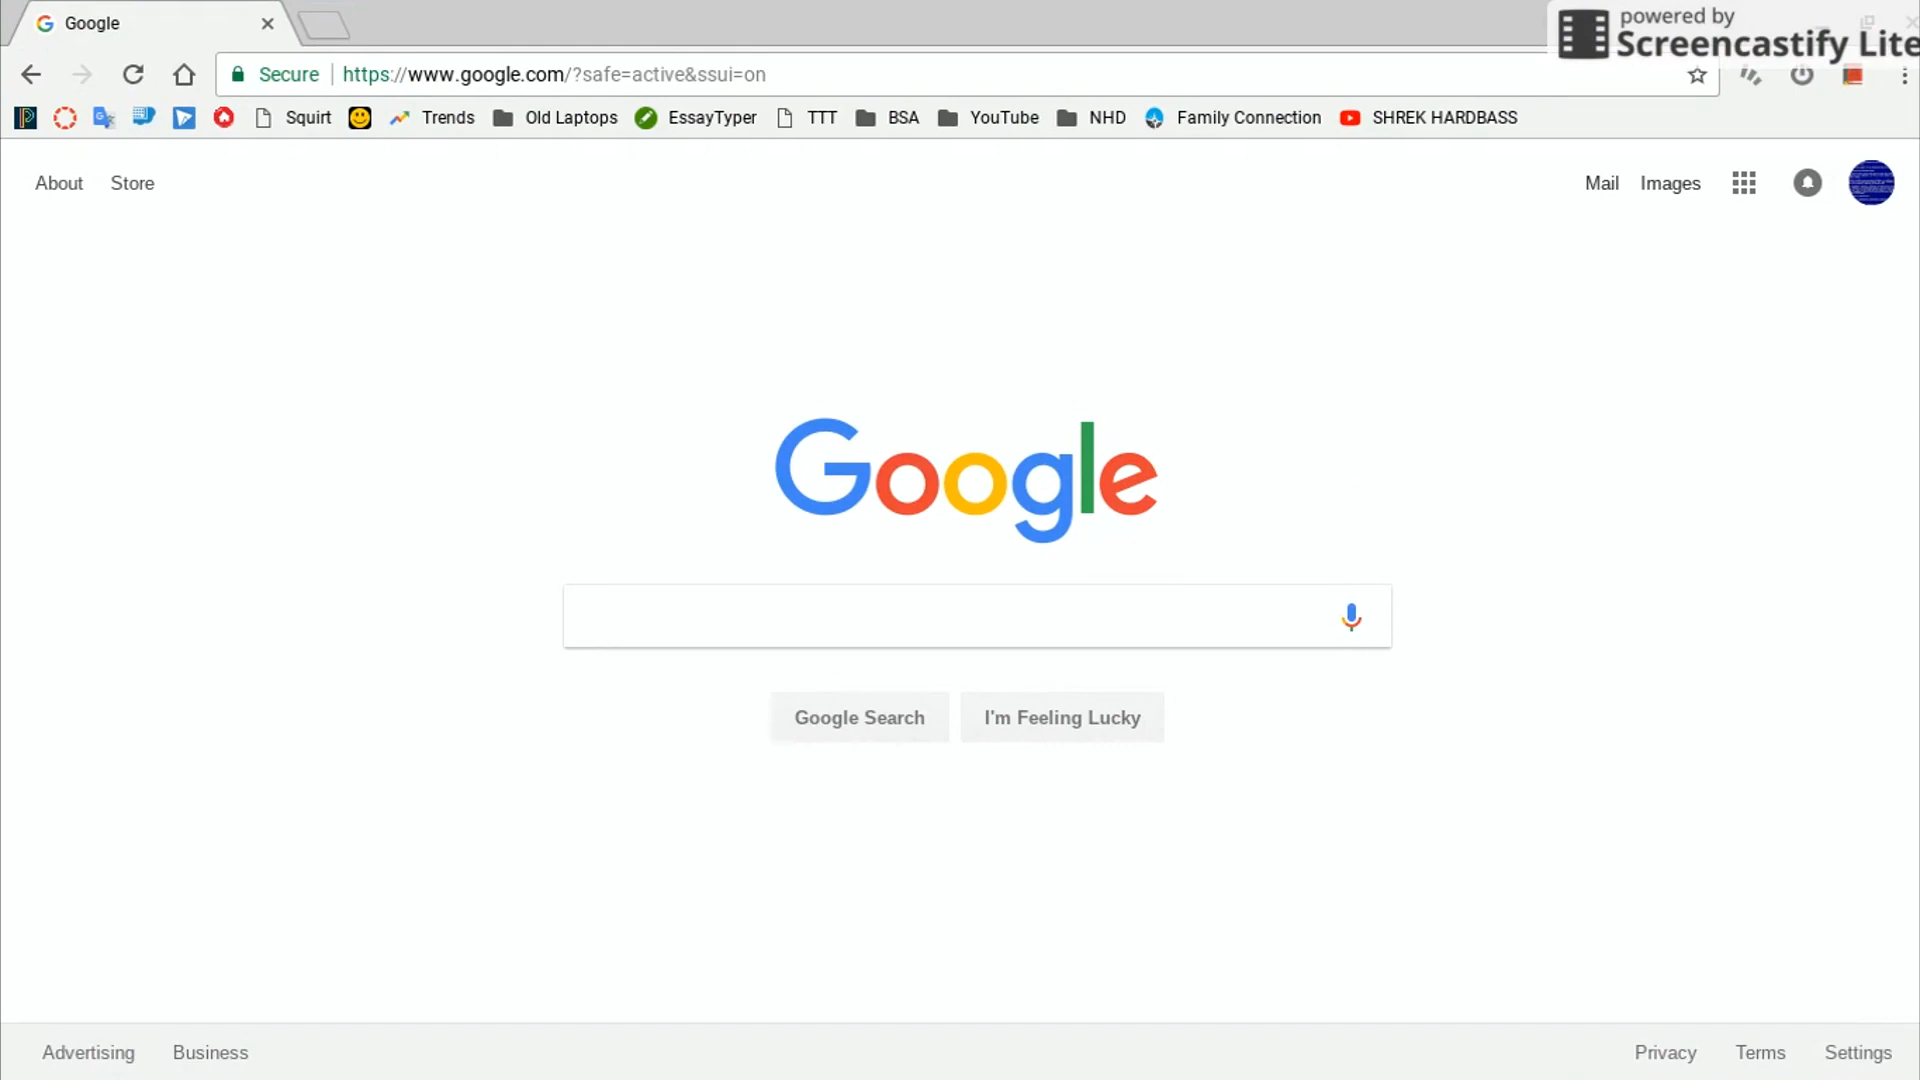 Google
powered by
Screencastify Lite
Secure https://www.google.com/?safe=active&ssui=on
Squirt Trends Old Laptops EssayTyper TTT BSA YouTube NHD Family Connection SHREK HARDBASS
About Store Mail Images
Google
Google Search I'm Feeling Lucky
Advertising Business Privacy Terms Settings